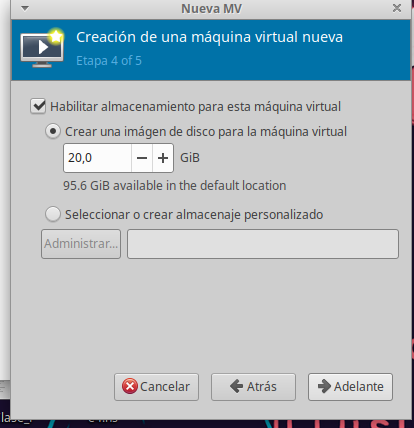 Nueva MV
Creación de una máquina virtual nueva
Etapa 4 of 5
Habilitar almacenamiento para esta máquina virtual
Crear una imágen de disco para la máquina virtual
20,0 − + GiB
95.6 GiB available in the default location
Seleccionar o crear almacenaje personalizado
Administrar...
Cancelar
Atrás
Adelante